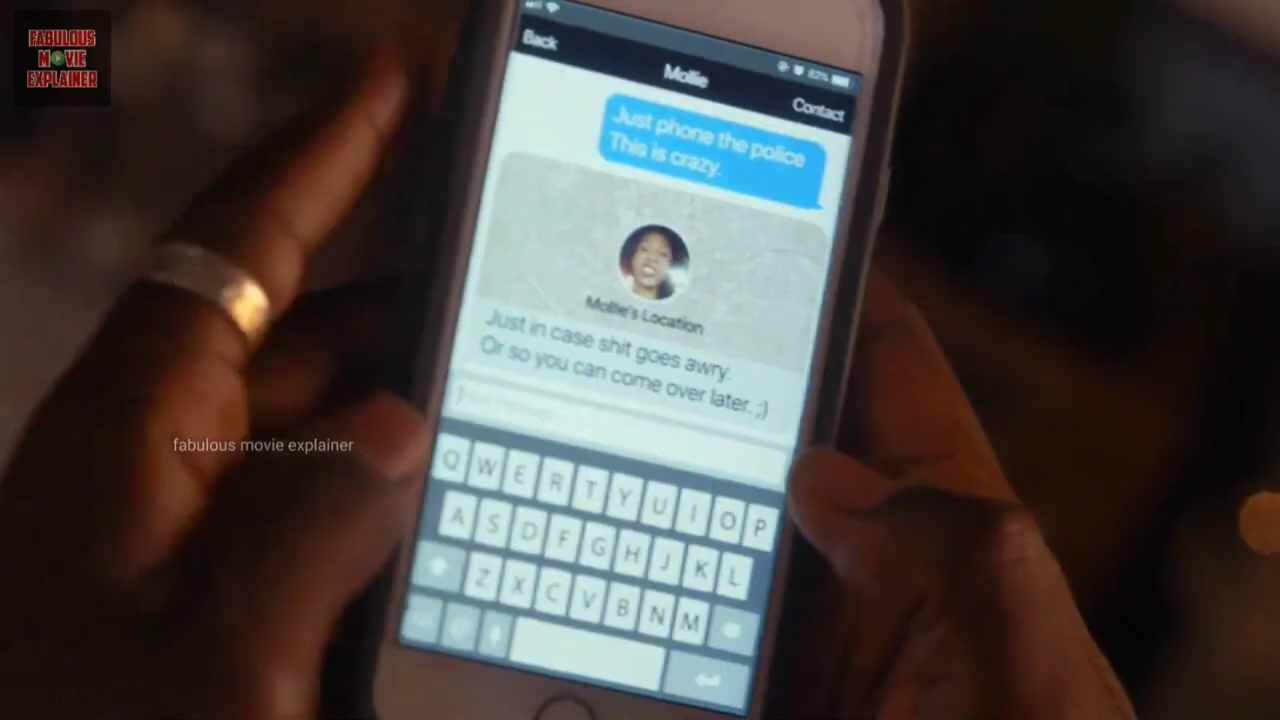 FABULOUS
MOVIE
EXPLAINER
82%
Back
Mollie
Contact
Just phone the police
This is crazy.
Mollie's Location
Just in case shit goes awry.
Or so you can come over later. ;)
fabulous movie explainer
Q W E R T Y U I O P
A S D F G H J K L
Z X C V B N M